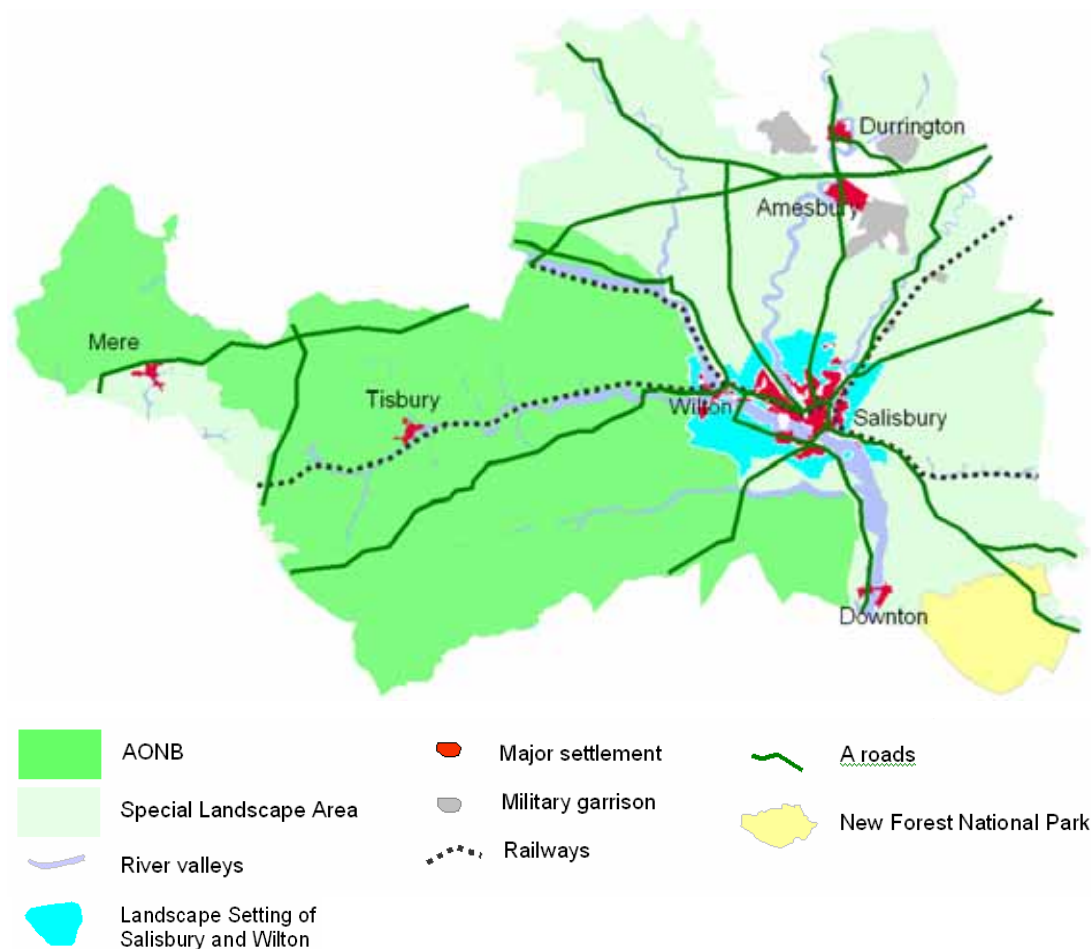 Durrington
Amesbury
Mere
Tisbury
Wilton
Salisbury
Downton
AONB
Special Landscape Area
River valleys
Landscape Setting of
Salisbury and Wilton
Major settlement
Military garrison
Railways
A roads
New Forest National Park